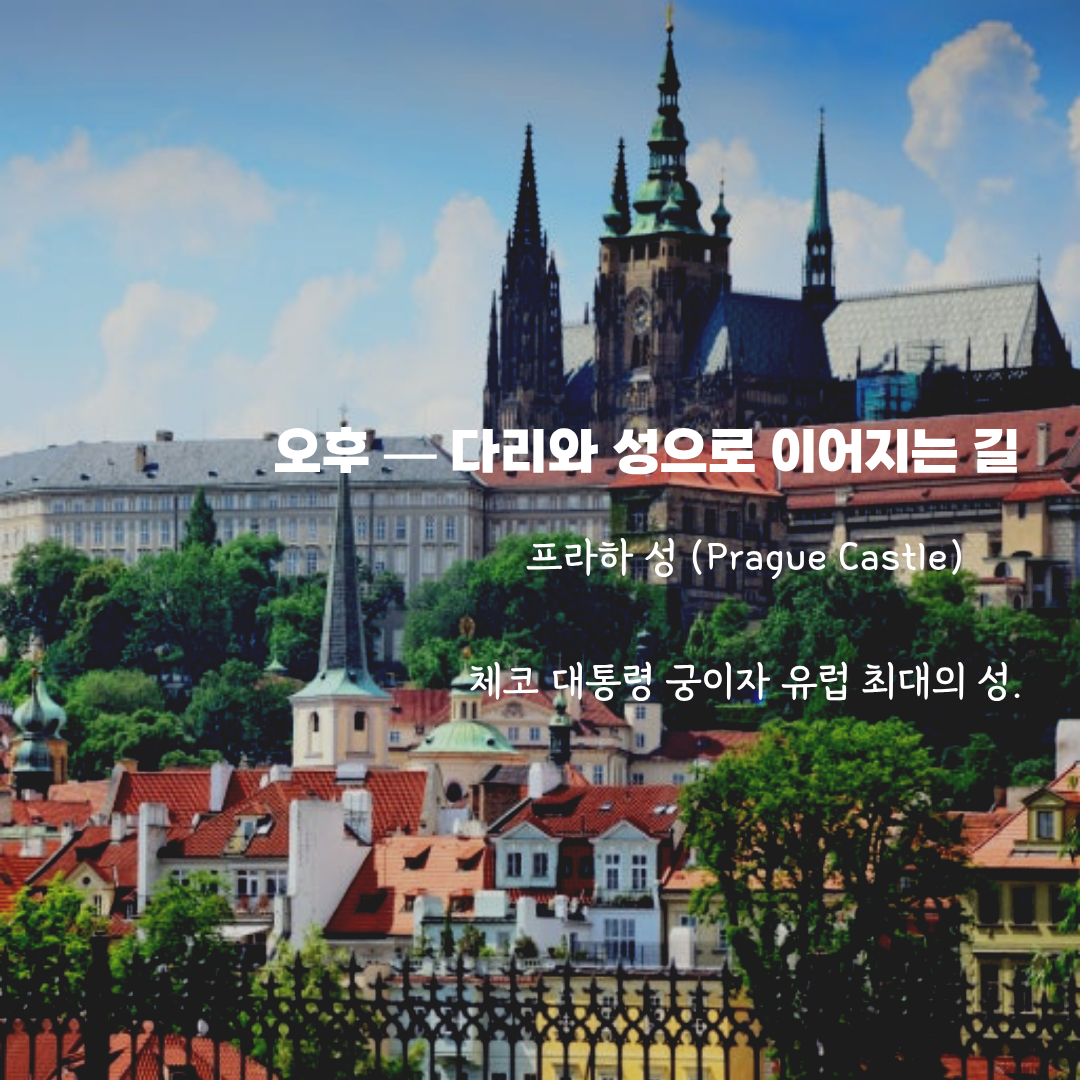 오후 — 다리와 성으로 이어지는 길
프라하 성 (Prague Castle)
체코 대통령 궁이자 유럽 최대의 성.